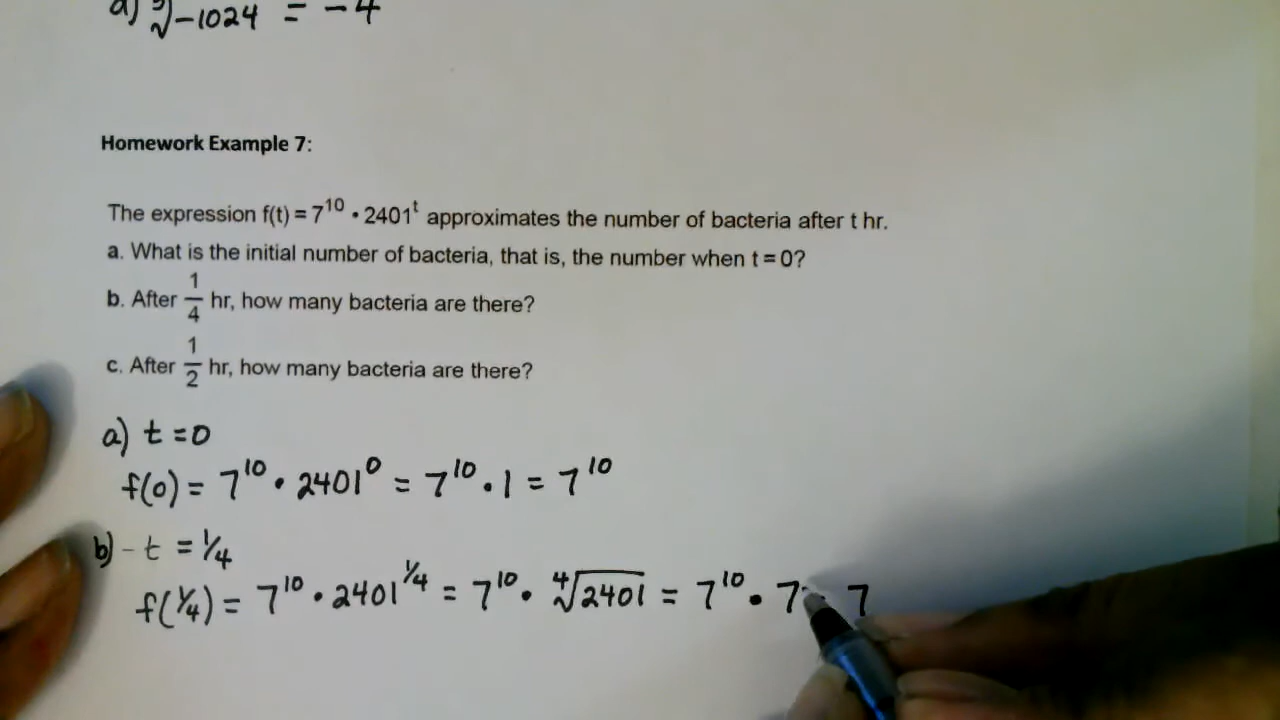 a) ⁵√-1024 = -4
Homework Example 7:
The expression f(t) = 7¹⁰ • 2401ᵗ approximates the number of bacteria after t hr.
a. What is the initial number of bacteria, that is, the number when t = 0?
b. After 1/4 hr, how many bacteria are there?
c. After 1/2 hr, how many bacteria are there?
a) t = 0
f(0) = 7¹⁰ • 2401⁰ = 7¹⁰ • 1 = 7¹⁰
b) - t = 1/4
f(1/4) = 7¹⁰ • 2401^1/4 = 7¹⁰ • ⁴√2401 = 7¹⁰ • 7 7